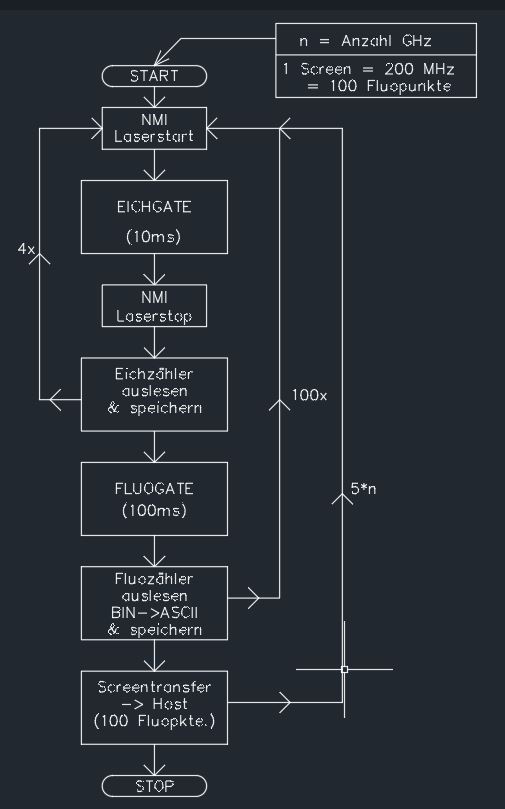 n = Anzahl GHz
1 Screen = 200 MHz
= 100 Fluopunkte
START
NMI
Laserstart
EICHGATE
(10ms)
4x
NMI
Laserstop
Eichzähler
auslesen
& speichern
100x
FLUOGATE
(100ms)
5*n
Fluozähler
auslesen
BIN->ASCII
& speichern
Screentransfer
-> Host
(100 Fluopkte.)
STOP